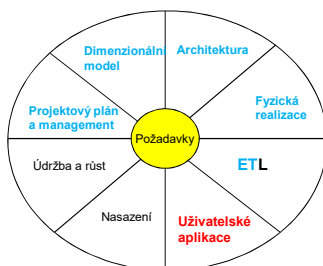 Dimenzionální
model
Architektura
Projektový plán
a management
Fyzická
realizace
Požadavky
Údržba a růst
ETL
Nasazení
Uživatelské
aplikace